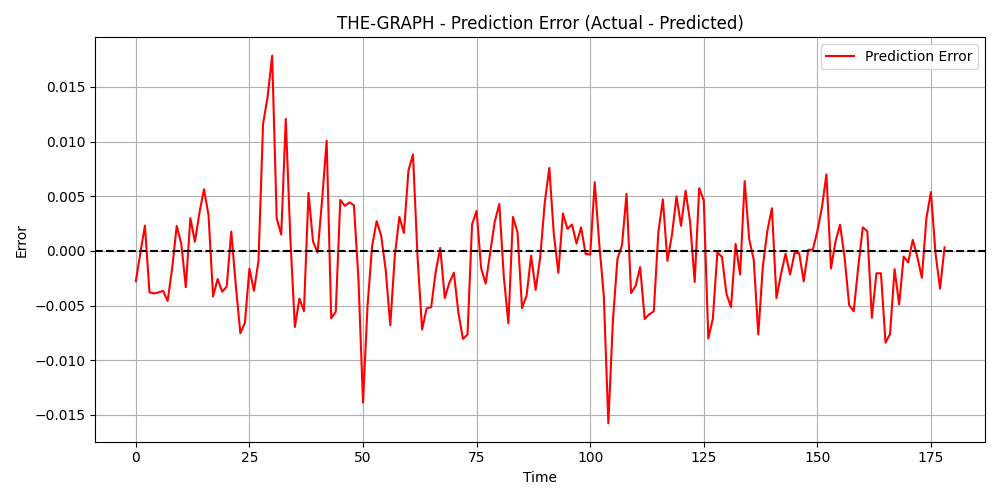 THE-GRAPH - Prediction Error (Actual - Predicted)
Prediction Error
Error
0.015
0.010
0.005
0.000
−0.005
−0.010
−0.015
0 25 50 75 100 125 150 175
Time